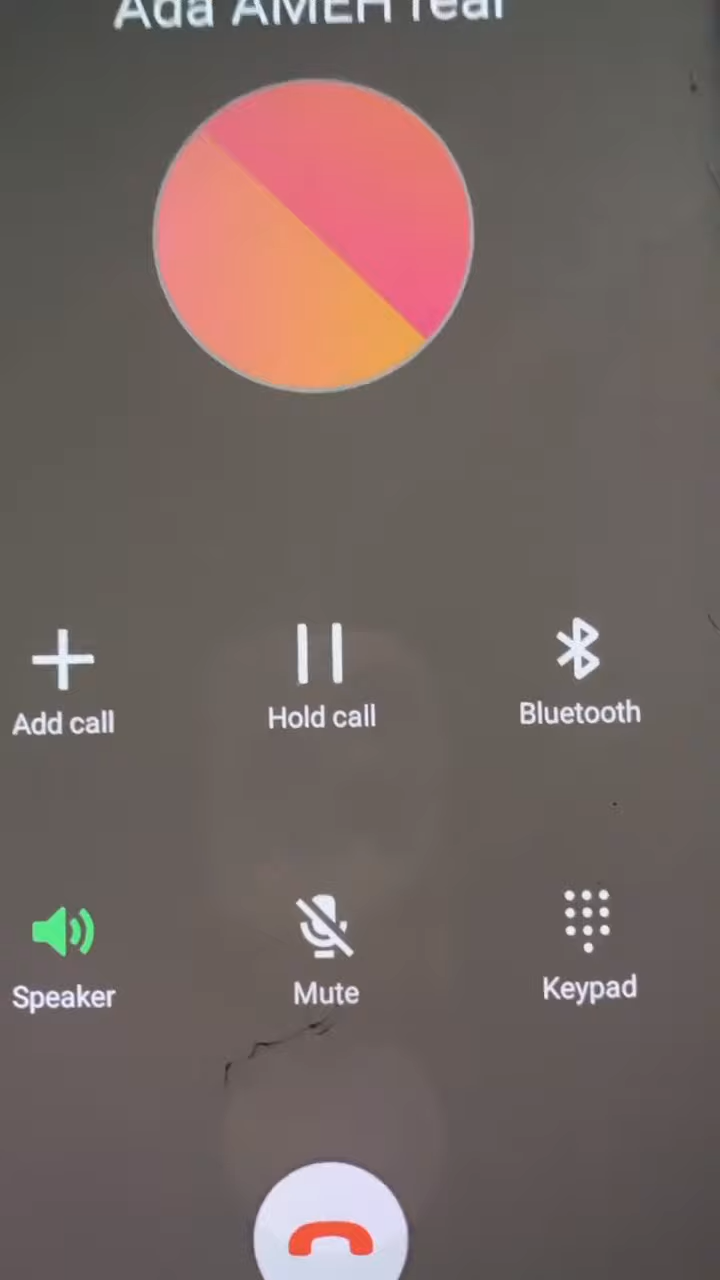 Ada AMEH real
Add call
Hold call
Bluetooth
Speaker
Mute
Keypad